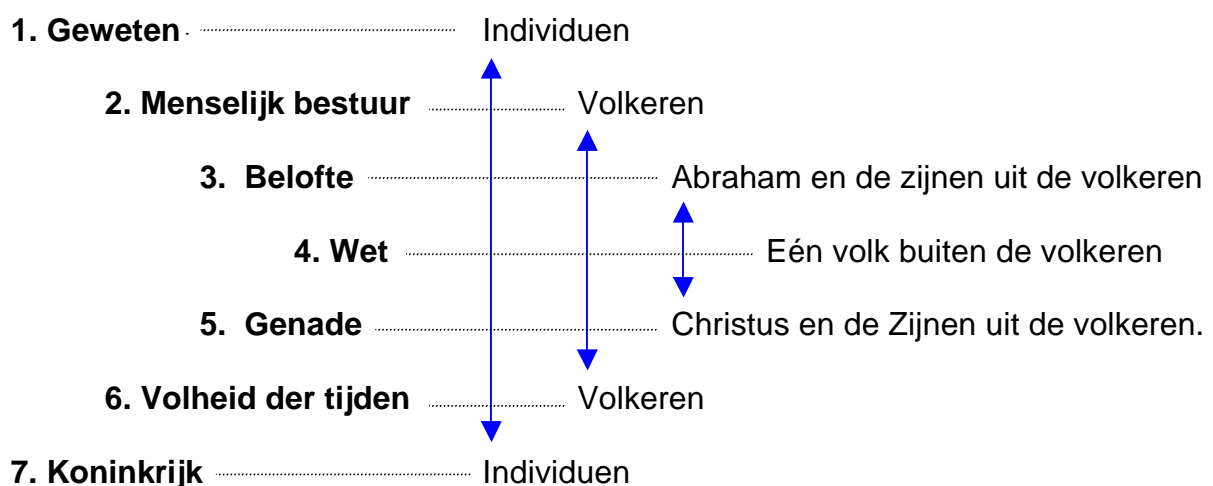 1. Geweten Individuen
2. Menselijk bestuur Volkeren
3. Belofte Abraham en de zijnen uit de volkeren
4. Wet Eén volk buiten de volkeren
5. Genade Christus en de Zijnen uit de volkeren.
6. Volheid der tijden Volkeren
7. Koninkrijk Individuen